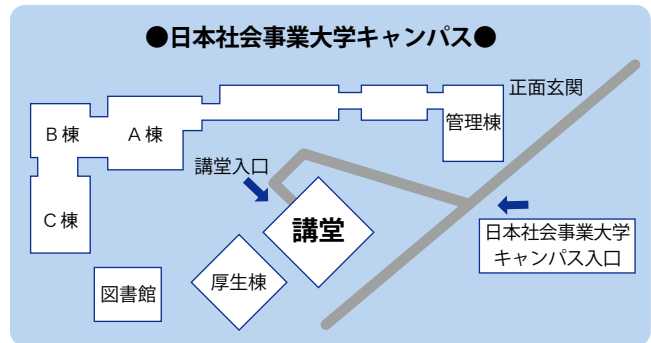 ●日本社会事業大学キャンパス●
正面玄関
管理棟
B棟
A棟
講堂入口
講堂
C棟
日本社会事業大学
キャンパス入口
厚生棟
図書館